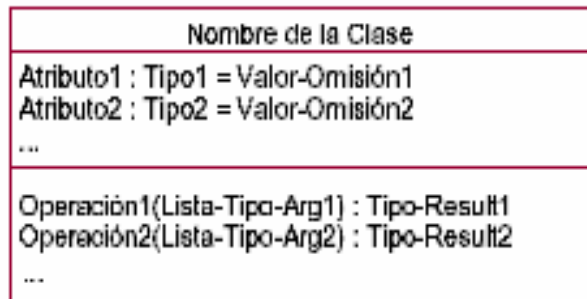 Nombre de la Clase
Atributo1 : Tipo1 = Valor-Omisión1
Atributo2 : Tipo2 = Valor-Omisión2
...
Operación1(Lista-Tipo-Arg1) : Tipo-Result1
Operación2(Lista-Tipo-Arg2) : Tipo-Result2
...